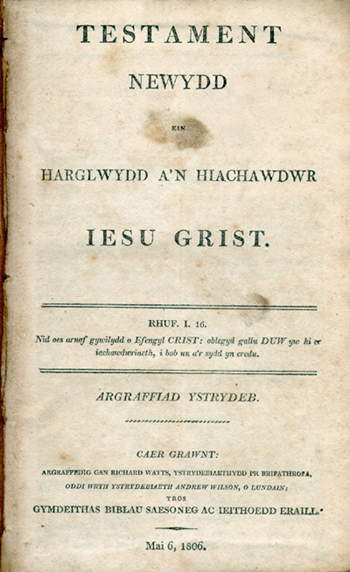 TESTAMENT
NEWYDD
EIN
HARGLWYDD A'N HIACHAWDWR
IESU GRIST.
RHUF. I. 16.
Nid oes arnaf gywilydd o Efengyl CRIST: oblegyd gallu DUW yw hi er
iachawdwriaeth, i bob un a'r sydd yn credu.
ARGRAFFIAD YSTRYDEB.
CAER GRAWNT:
ARGRAFFEDIG GAN RICHARD WATTS, YSTRYDEBIAETHYDD PR BRIFATHROFA,
ODDI WRTH YSTRYDEBIAETH ANDREW WILSON, O LUNDAIN;
TROS
GYMDEITHAS BIBLAU SAESONEG AC IEITHOEDD ERAILL.
Mai 6, 1806.